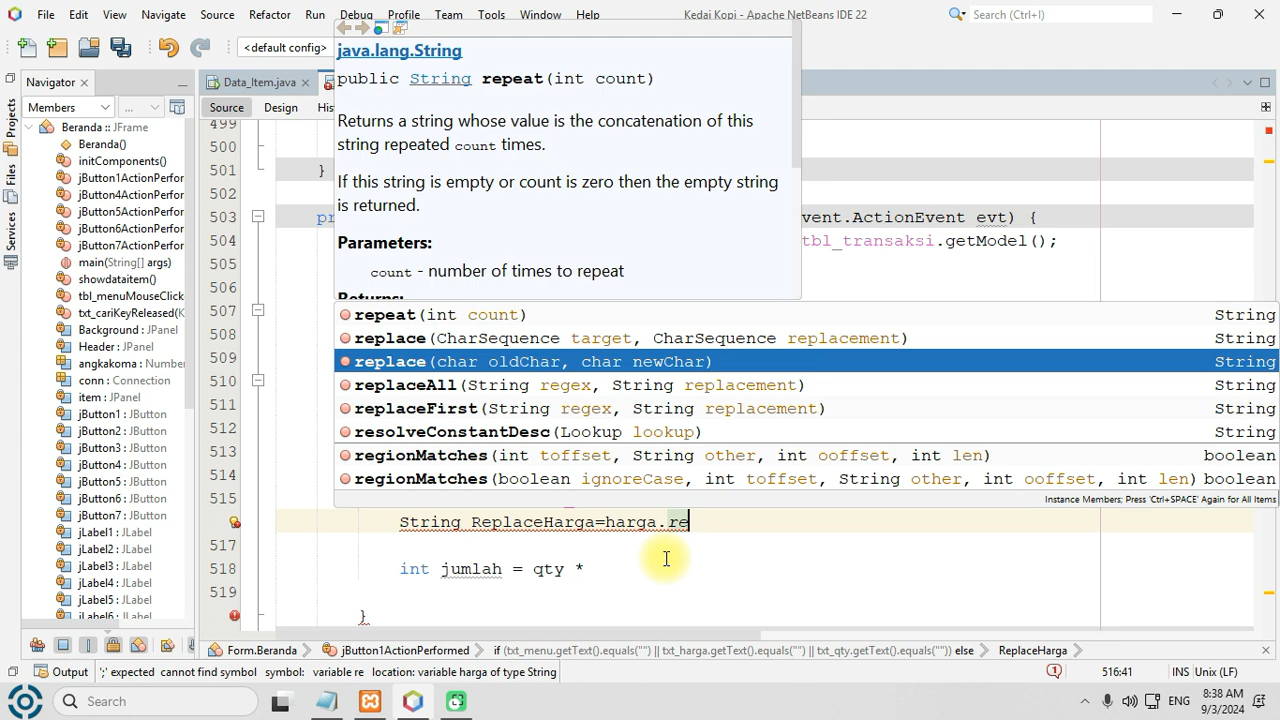 File Edit View Navigate Source Refactor Run Debug Profile Team Tools Window Help Kedai Kopi - Apache NetBeans IDE 22 Search (Ctrl+I)
<default config>
Navigator
Data_Item.java
Members
...
Source Design His
Beranda :: JFrame
Beranda()
initComponents()
jButton1ActionPerfor
jButton4ActionPerfor
jButton5ActionPerfor
jButton6ActionPerfor
jButton7ActionPerfor
main(String[] args)
showdataitem()
tbl_menuMouseClick
txt_cariKeyReleased(K
Background : JPanel
Header : JPanel
angkakoma : Number
conn : Connection
item : JPanel
jButton1 : JButton
jButton2 : JButton
jButton3 : JButton
jButton4 : JButton
jButton5 : JButton
jButton6 : JButton
jButton7 : JButton
jLabel1 : JLabel
jLabel2 : JLabel
jLabel3 : JLabel
jLabel4 : JLabel
jLabel5 : JLabel
jLabel6 : JLabel
Projects
Files
Services
java.lang.String
public String repeat(int count)
Returns a string whose value is the concatenation of this
string repeated count times.
If this string is empty or count is zero then the empty string
is returned.
Parameters:
count - number of times to repeat
Returns:
499
500
501 }
502
503 pr vent.ActionEvent evt) {
504 tbl_transaksi.getModel();
505
506
507
508
509
510
511
512
513
514
515
repeat(int count) String
replace(CharSequence target, CharSequence replacement) String
replace(char oldChar, char newChar) String
replaceAll(String regex, String replacement) String
replaceFirst(String regex, String replacement) String
resolveConstantDesc(Lookup lookup) String
regionMatches(int toffset, String other, int ooffset, int len) boolean
regionMatches(boolean ignoreCase, int toffset, String other, int ooffset, int len) boolean
Instance Members; Press 'Ctrl+SPACE' Again for All Items
String ReplaceHarga=harga.re
517
518 int jumlah = qty *
519
}
Form.Beranda jButton1ActionPerformed if (txt_menu.getText().equals("") || txt_harga.getText().equals("") || txt_qty.getText().equals("")) else ReplaceHarga
Output ';' expected cannot find symbol symbol: variable re location: variable harga of type String 1 516:41 INS Unix (LF)
Search ENG 8:38 AM
9/3/2024